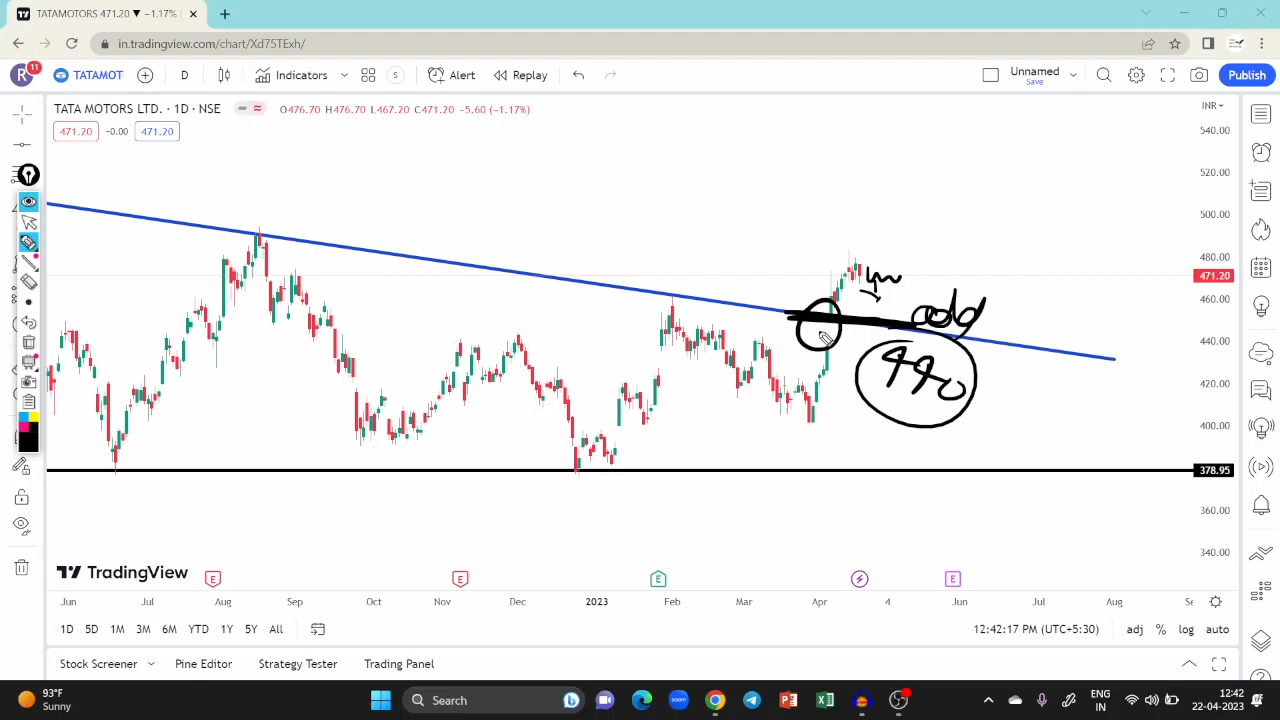 TATAMOTORS 471.20 ▼ −1.17%
in.tradingview.com/chart/Xd75TExh/
R 11 TATAMOT D Indicators S Alert Replay Unnamed Save Publish
TATA MOTORS LTD. · 1D · NSE O476.70 H476.70 L467.20 C471.20 −5.60 (−1.17%)
INR
471.20 −0.00 471.20
540.00
520.00
500.00
480.00
471.20
460.00
440.00
420.00
400.00
378.95
360.00
340.00
add
440
TradingView
E E E E
Jun Jul Aug Sep Oct Nov Dec 2023 Feb Mar Apr 4 Jun Jul Aug Se
1D 5D 1M 3M 6M YTD 1Y 5Y All 12:42:17 PM (UTC+5:30) adj % log auto
Stock Screener Pine Editor Strategy Tester Trading Panel
93°F
Sunny
Search
zoom
ENG
IN
12:42
22-04-2023